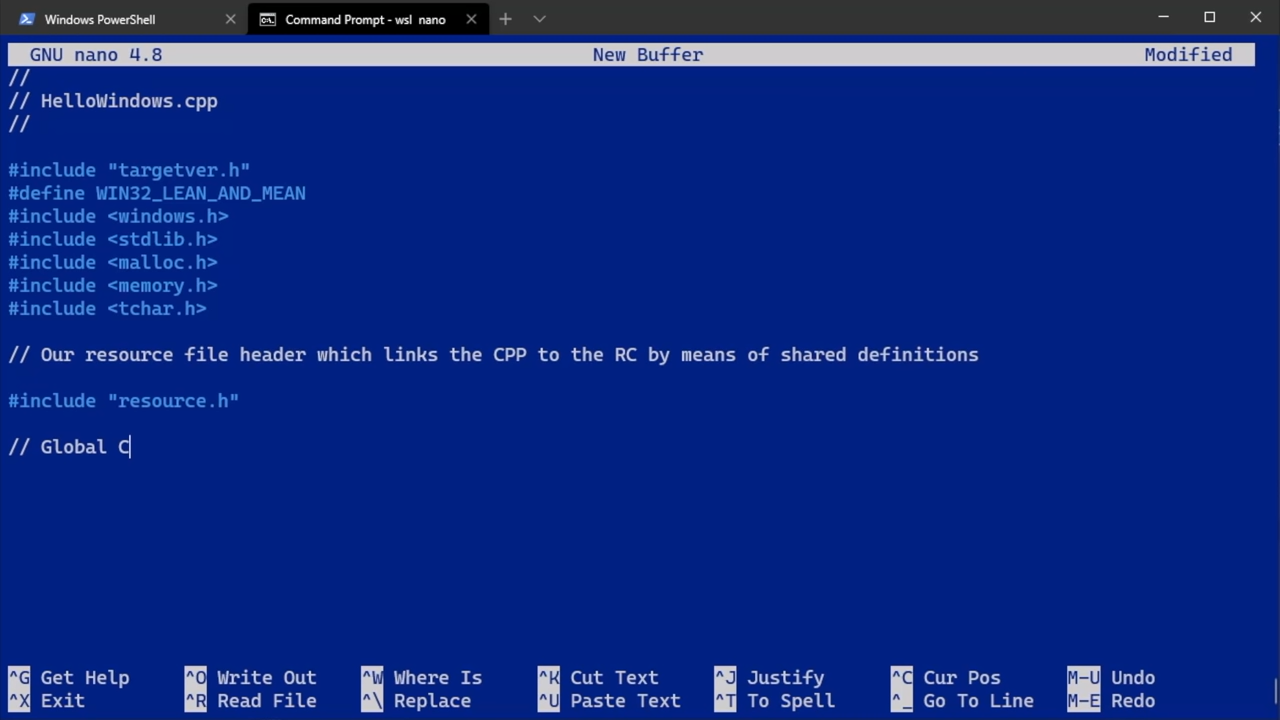 Windows PowerShell
Command Prompt - wsl nano
GNU nano 4.8 New Buffer Modified
//
// HelloWindows.cpp
//
#include "targetver.h"
#define WIN32_LEAN_AND_MEAN
#include <windows.h>
#include <stdlib.h>
#include <malloc.h>
#include <memory.h>
#include <tchar.h>
// Our resource file header which links the CPP to the RC by means of shared definitions
#include "resource.h"
// Global C
^G Get Help ^O Write Out ^W Where Is ^K Cut Text ^J Justify ^C Cur Pos M-U Undo
^X Exit ^R Read File ^\ Replace ^U Paste Text ^T To Spell ^_ Go To Line M-E Redo